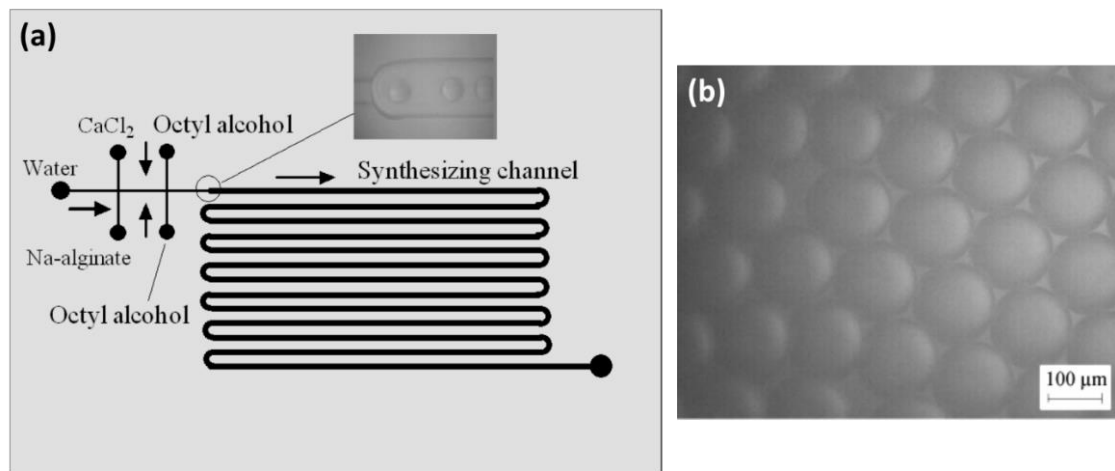 (a)
CaCl₂
Octyl alcohol
Water
Synthesizing channel
Na-alginate
Octyl alcohol
(b)
100 μm